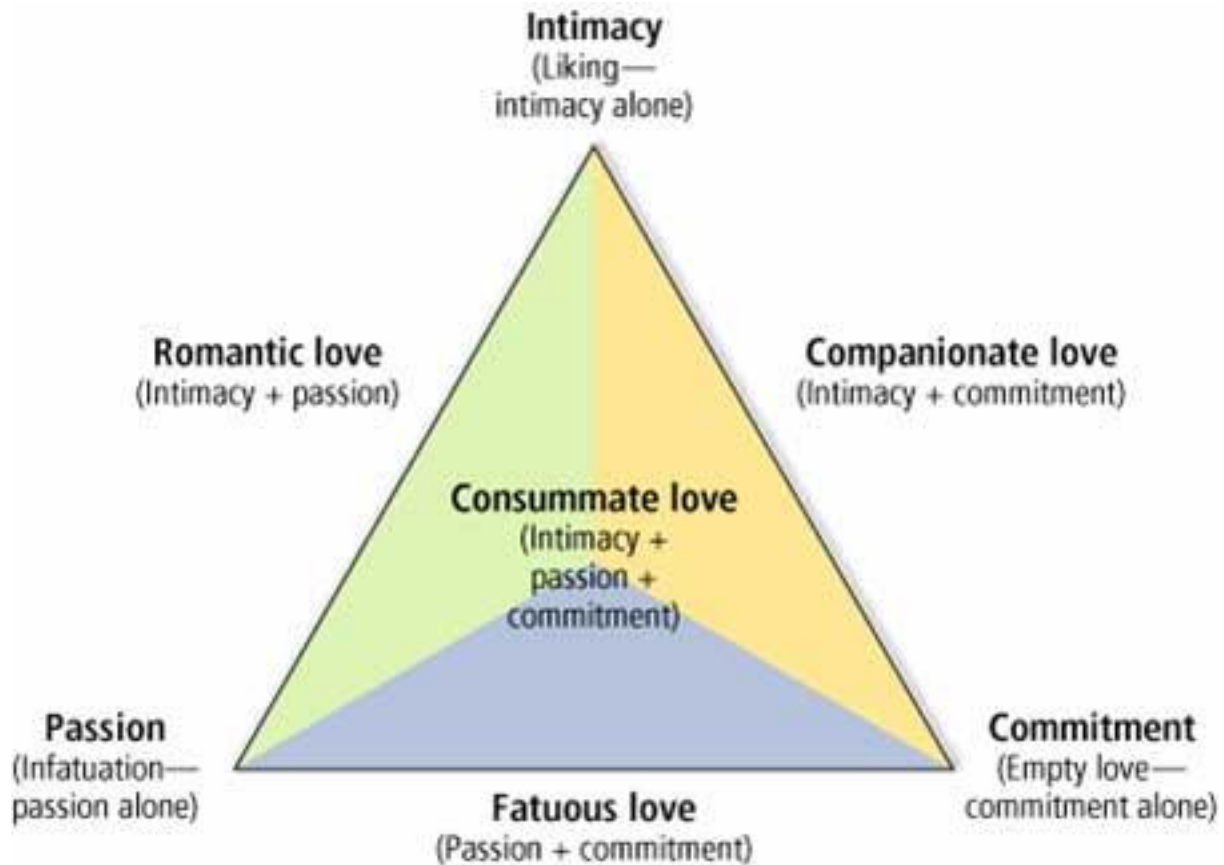 Intimacy
(Liking—
intimacy alone)
Romantic love
(Intimacy + passion)
Companionate love
(Intimacy + commitment)
Consummate love
(Intimacy +
passion +
commitment)
Passion
(Infatuation—
passion alone)
Commitment
(Empty love—
commitment alone)
Fatuous love
(Passion + commitment)